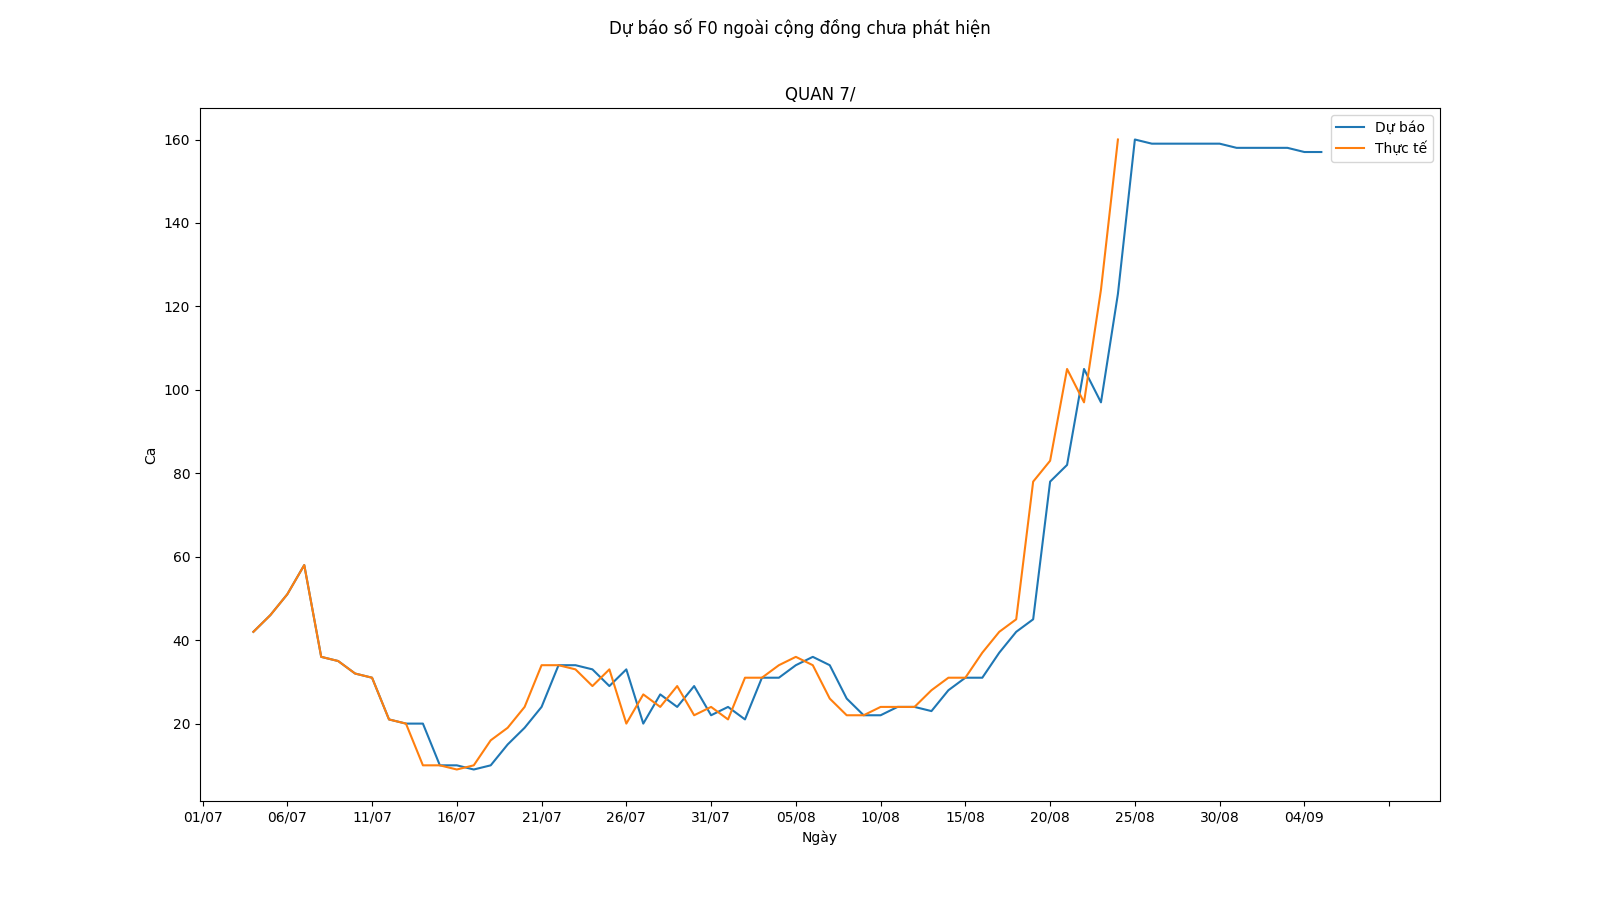 Dự báo số F0 ngoài cộng đồng chưa phát hiện
QUAN 7/
Dự báo
Thực tế
160
140
120
100
80
60
40
20
Ca
01/07 06/07 11/07 16/07 21/07 26/07 31/07 05/08 10/08 15/08 20/08 25/08 30/08 04/09
Ngày